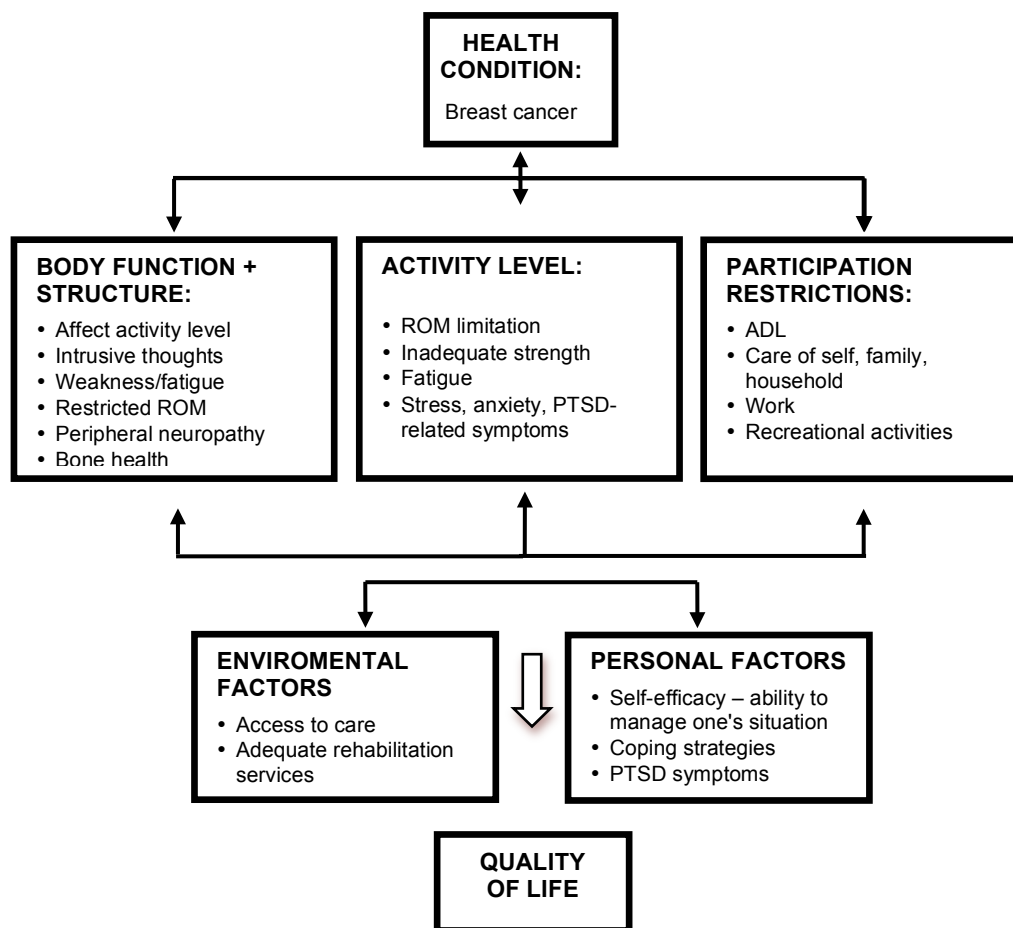 HEALTH
CONDITION:
Breast cancer
BODY FUNCTION +
STRUCTURE:
• Affect activity level
• Intrusive thoughts
• Weakness/fatigue
• Restricted ROM
• Peripheral neuropathy
• Bone health
ACTIVITY LEVEL:
• ROM limitation
• Inadequate strength
• Fatigue
• Stress, anxiety, PTSD-
related symptoms
PARTICIPATION
RESTRICTIONS:
• ADL
• Care of self, family,
household
• Work
• Recreational activities
ENVIROMENTAL
FACTORS
• Access to care
• Adequate rehabilitation
services
PERSONAL FACTORS
• Self-efficacy – ability to
manage one's situation
• Coping strategies
• PTSD symptoms
QUALITY
OF LIFE